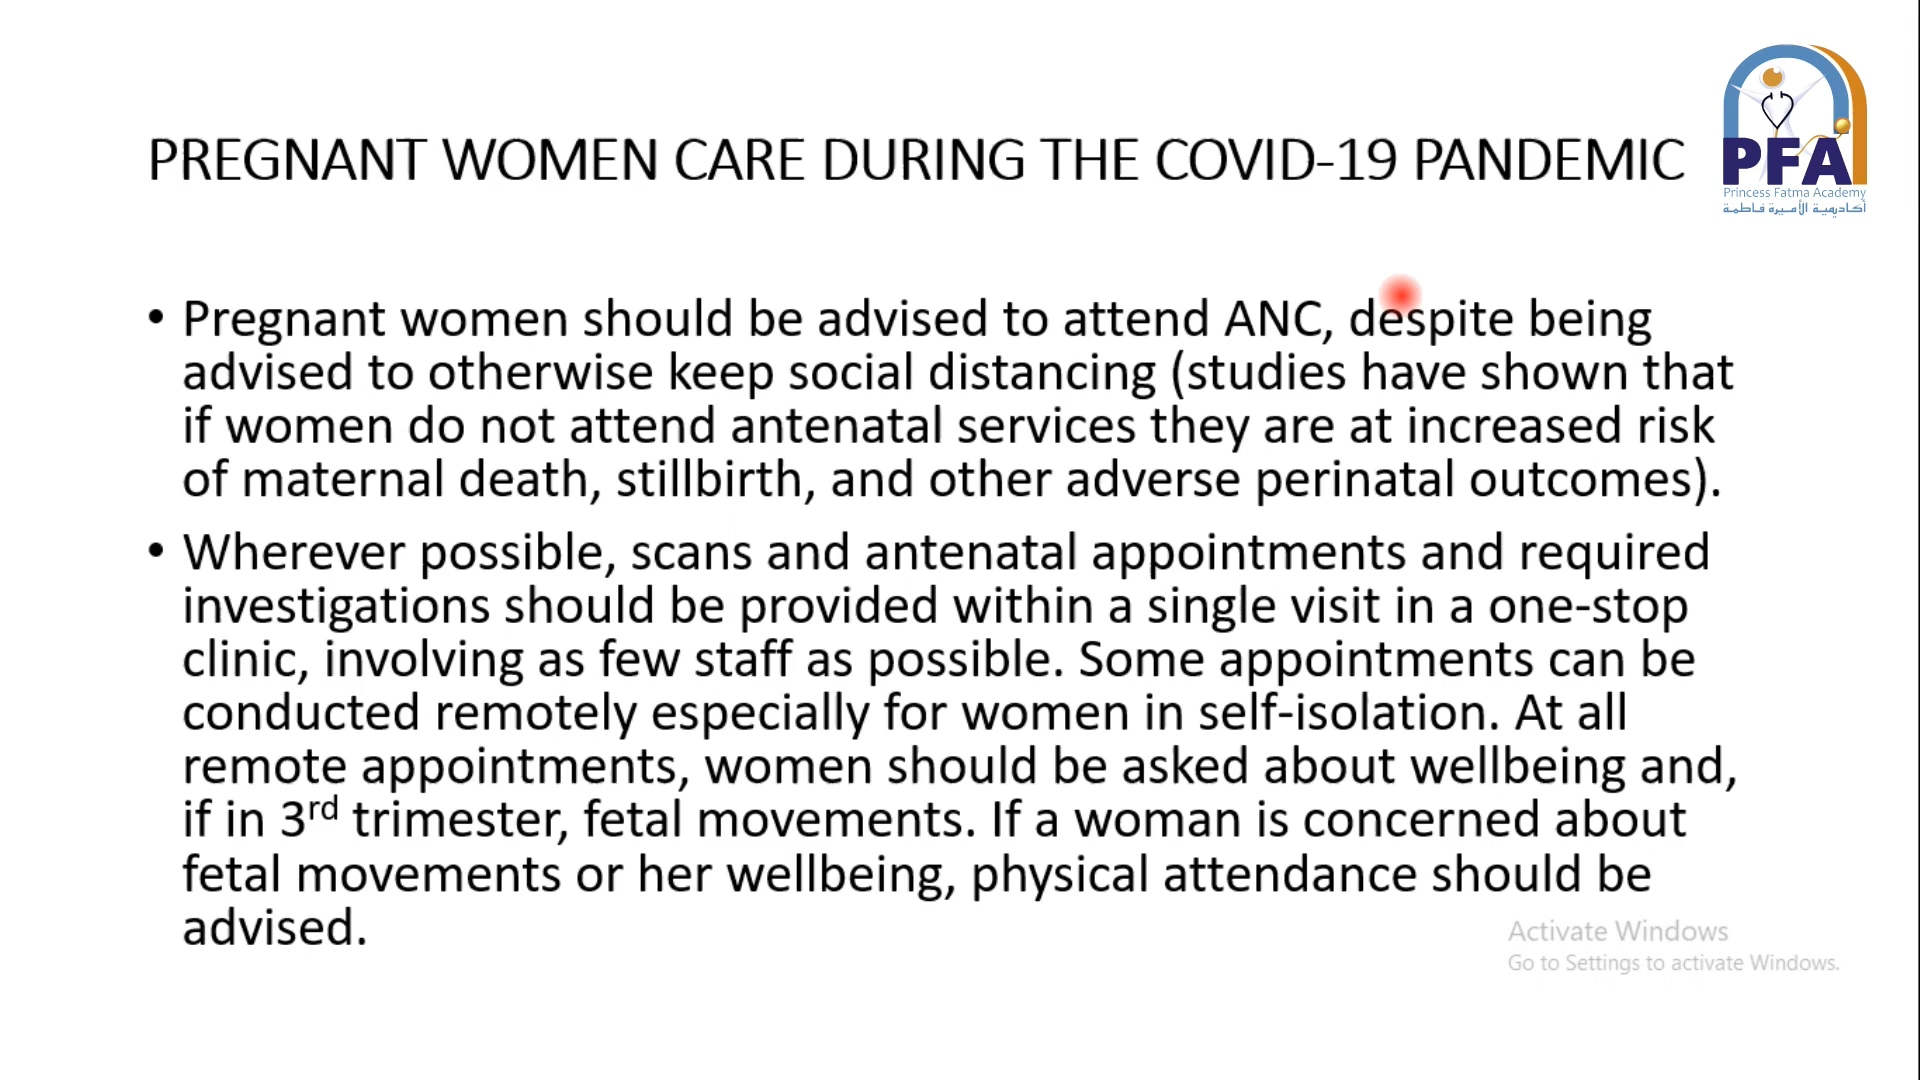 PREGNANT WOMEN CARE DURING THE COVID-19 PANDEMIC
PFA
Princess Fatma Academy
أكاديمية الأميرة فاطمة
• Pregnant women should be advised to attend ANC, despite being
advised to otherwise keep social distancing (studies have shown that
if women do not attend antenatal services they are at increased risk
of maternal death, stillbirth, and other adverse perinatal outcomes).
• Wherever possible, scans and antenatal appointments and required
investigations should be provided within a single visit in a one-stop
clinic, involving as few staff as possible. Some appointments can be
conducted remotely especially for women in self-isolation. At all
remote appointments, women should be asked about wellbeing and,
if in 3rd trimester, fetal movements. If a woman is concerned about
fetal movements or her wellbeing, physical attendance should be
advised.
Activate Windows
Go to Settings to activate Windows.